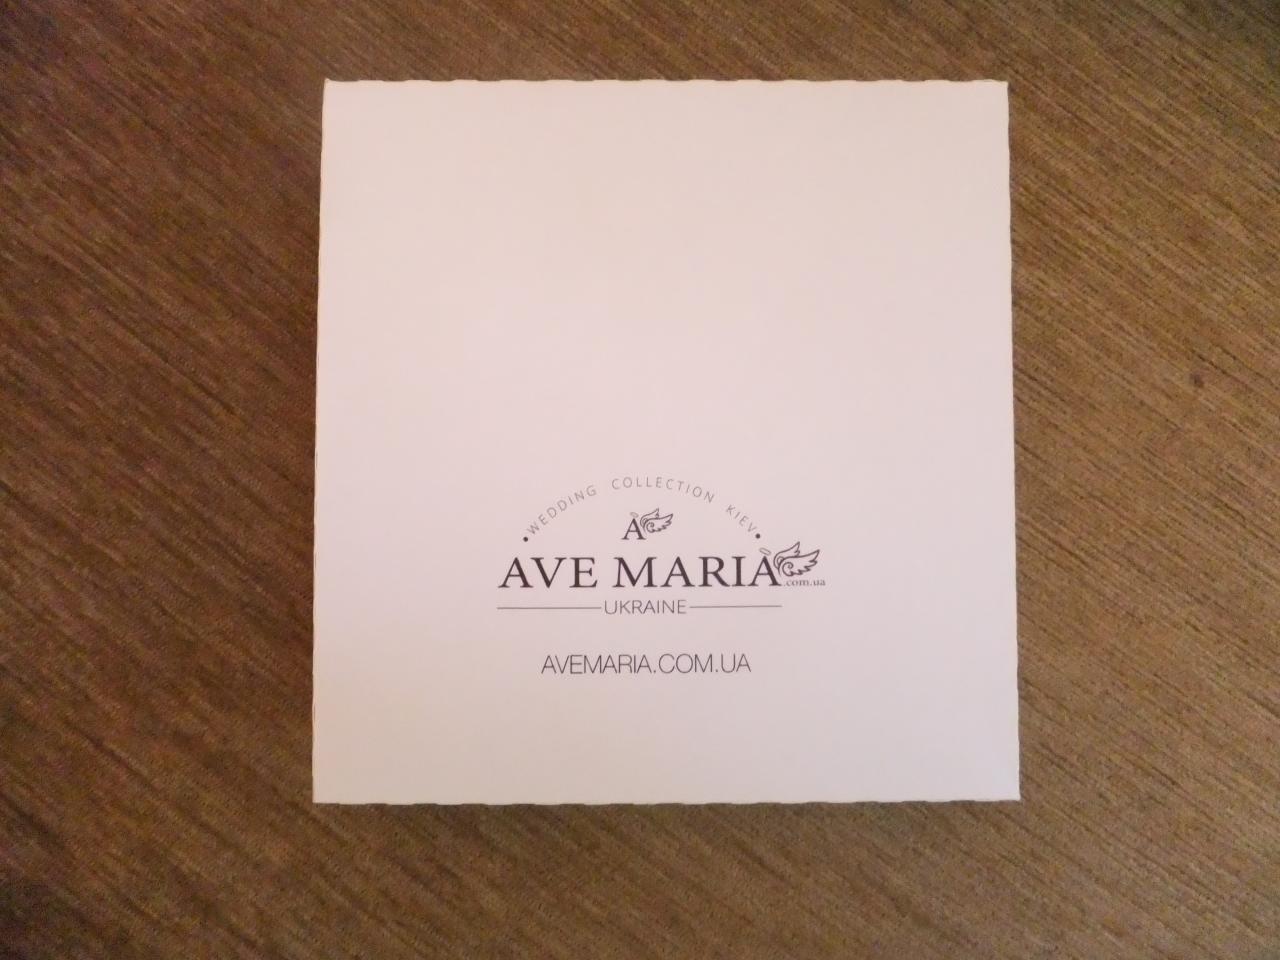 WEDDING COLLECTION KIEV
A
AVE MARIA
.com.ua
UKRAINE
AVEMARIA.COM.UA